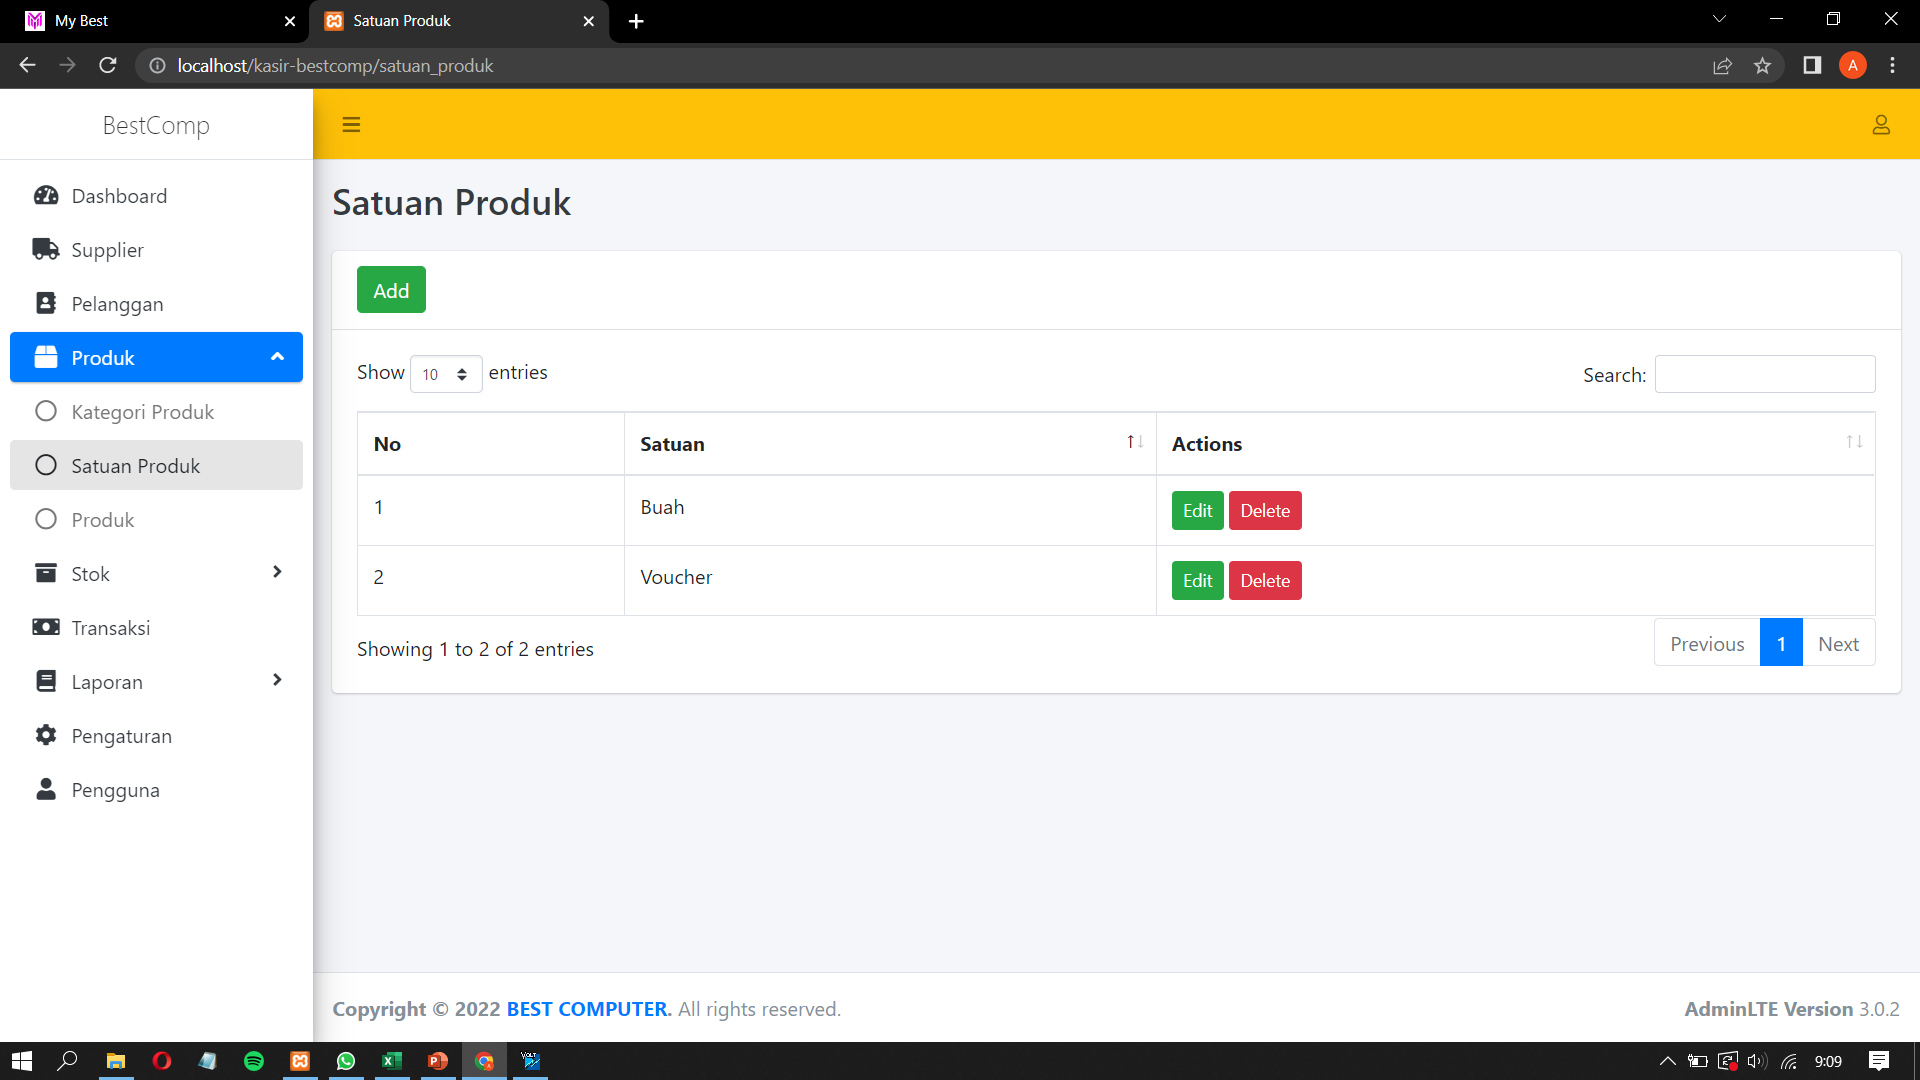 My Best
Satuan Produk
localhost/kasir-bestcomp/satuan_produk
A
BestComp
Dashboard
Supplier
Pelanggan
Produk
Kategori Produk
Satuan Produk
Produk
Stok
Transaksi
Laporan
Pengaturan
Pengguna
Satuan Produk
Add
Show 10 entries
Search:
No Satuan Actions
1 Buah Edit Delete
2 Voucher Edit Delete
Showing 1 to 2 of 2 entries
Previous 1 Next
Copyright © 2022 BEST COMPUTER. All rights reserved.
AdminLTE Version 3.0.2
9:09